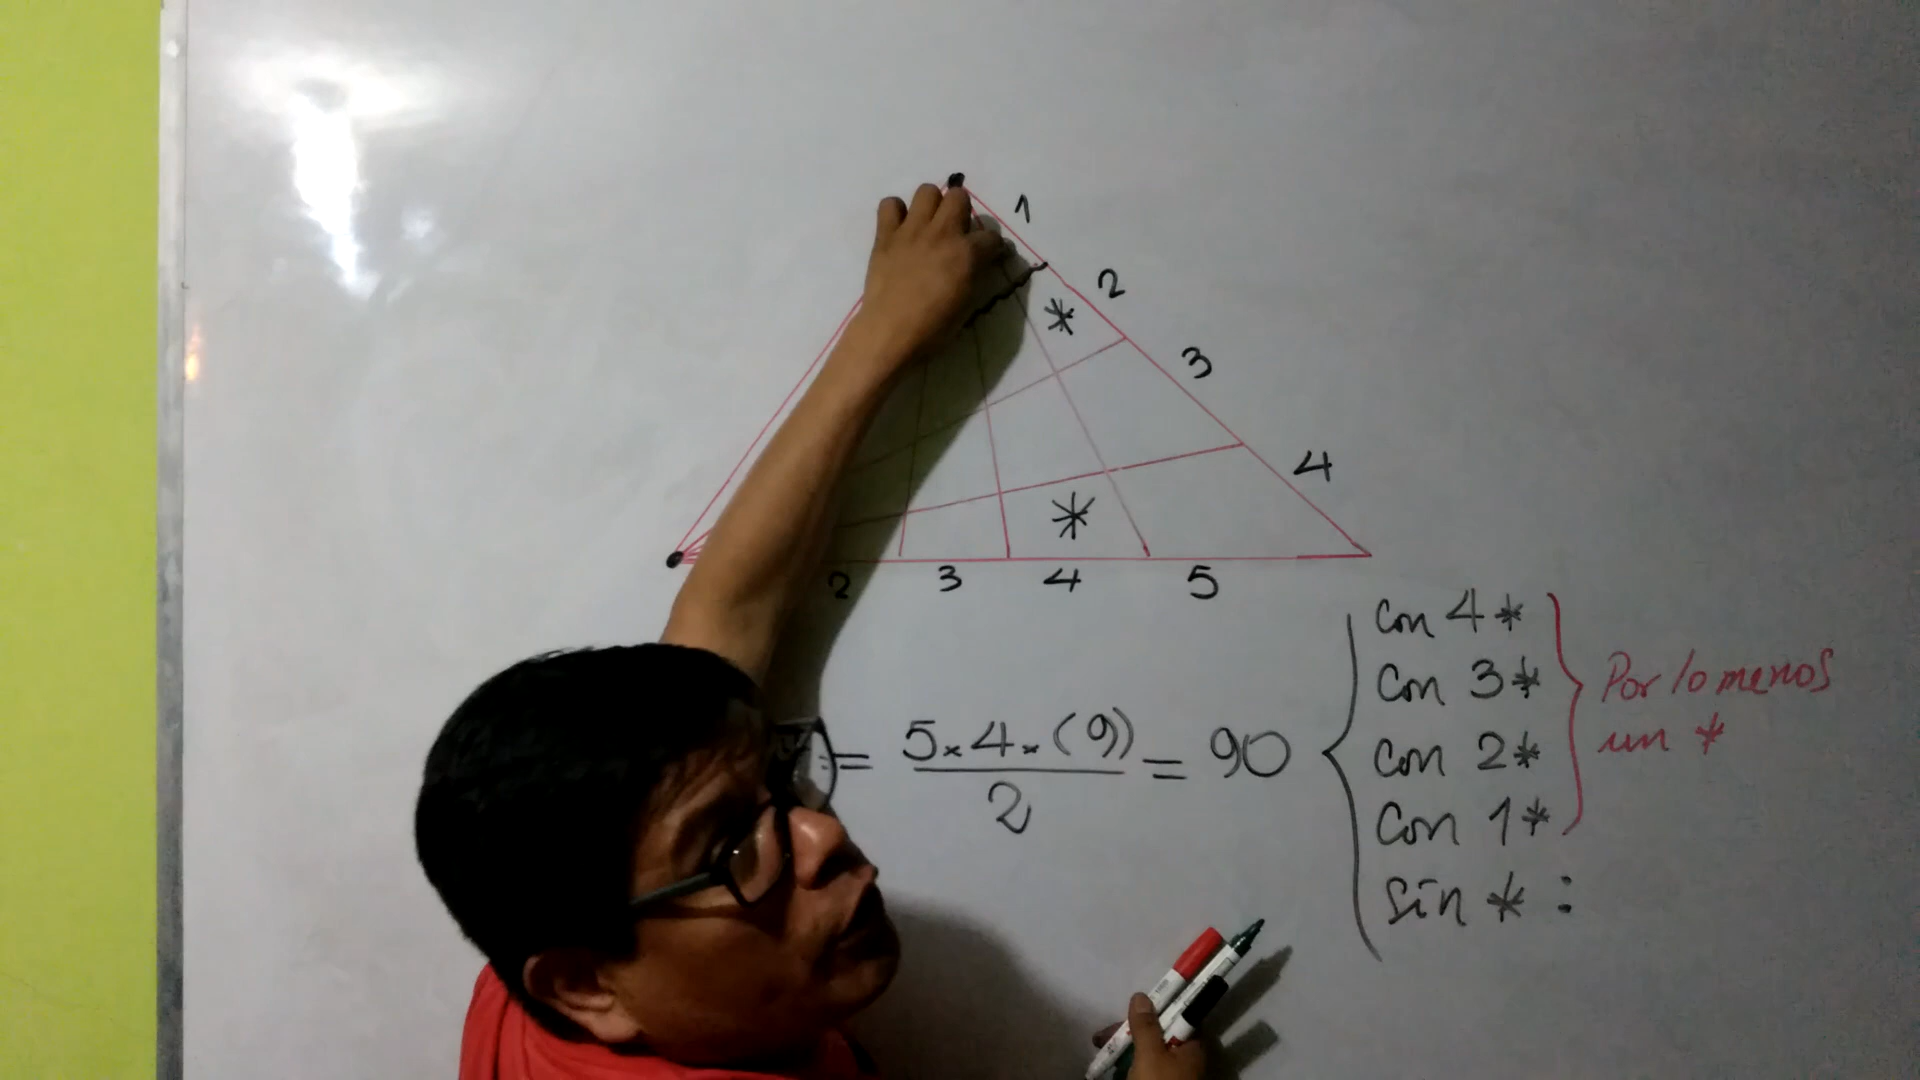 1
2
*
3
4
*
2 3 4 5
= 5 × 4 × (9) / 2 = 90
Con 4*
Con 3*
Con 2*
Con 1*
Sin * :
Por lo menos
un *